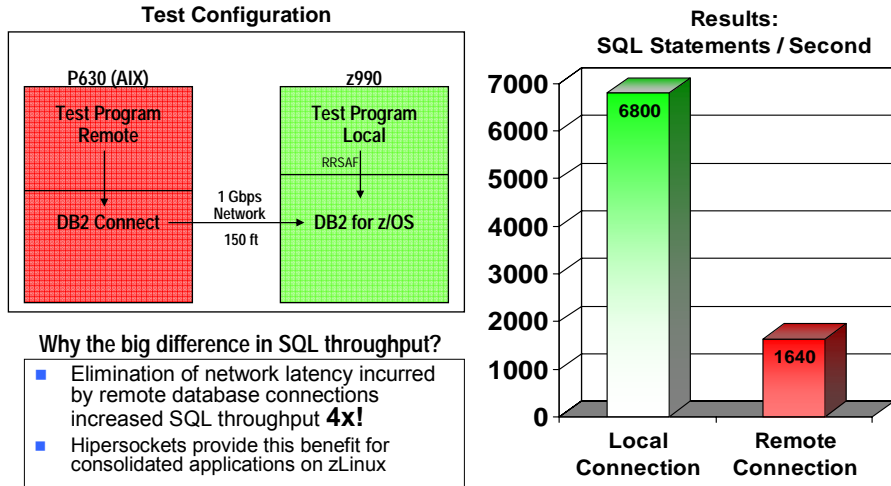 Test Configuration
P630 (AIX)
z990
Test Program
Remote
Test Program
Local
RRSAF
1 Gbps
Network
DB2 Connect
DB2 for z/OS
150 ft
Why the big difference in SQL throughput?
Elimination of network latency incurred
by remote database connections
increased SQL throughput 4x!
Hipersockets provide this benefit for
consolidated applications on zLinux
Results:
SQL Statements / Second
7000
6000
5000
4000
3000
2000
1000
0
6800
1640
Local
Connection
Remote
Connection